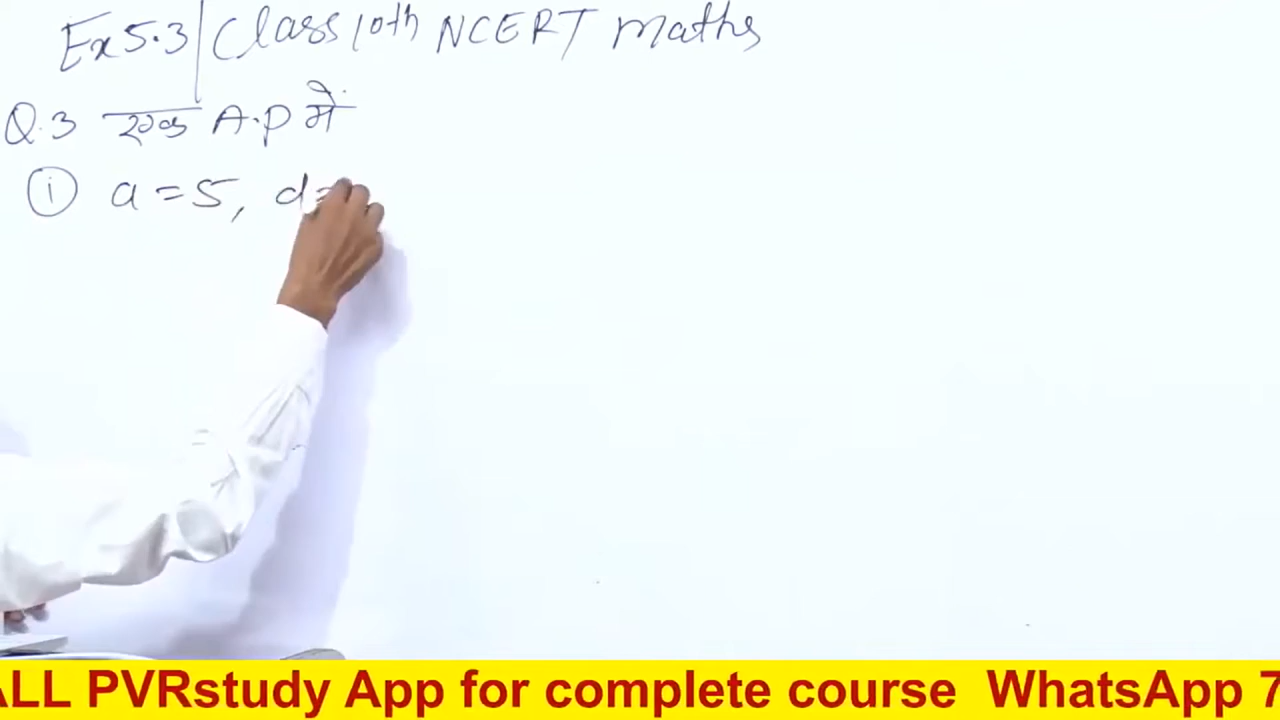 Ex 5.3 | Class 10th NCERT Maths
Q.3 एक A.P में
(i) a = 5, d =
ALL PVRstudy App for complete course WhatsApp 7